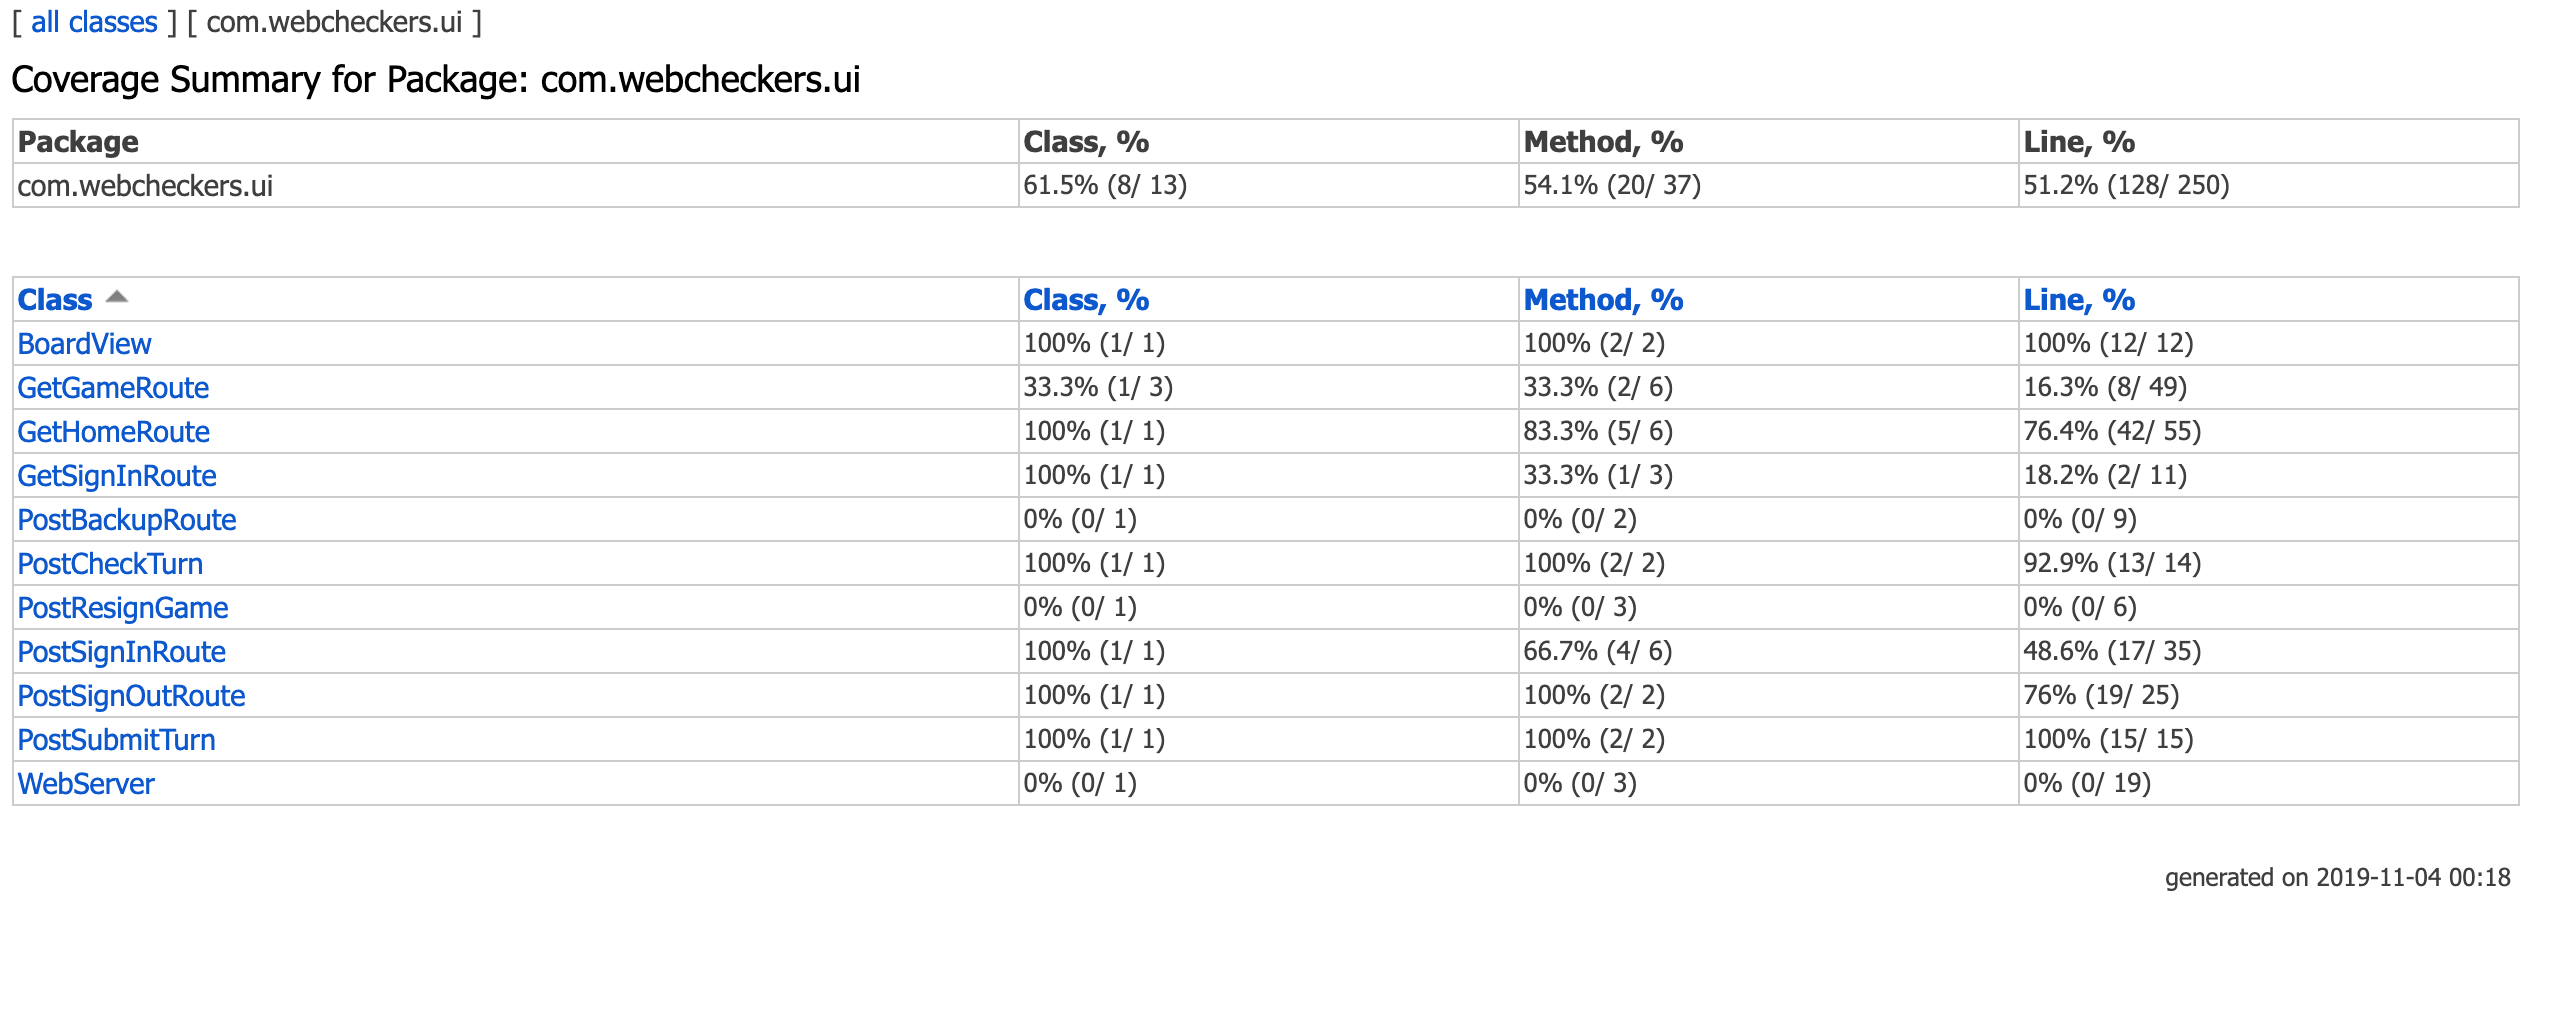 [ all classes ] [ com.webcheckers.ui ]
Coverage Summary for Package: com.webcheckers.ui
Package Class, % Method, % Line, %
com.webcheckers.ui 61.5% (8/ 13) 54.1% (20/ 37) 51.2% (128/ 250)
Class Class, % Method, % Line, %
BoardView 100% (1/ 1) 100% (2/ 2) 100% (12/ 12)
GetGameRoute 33.3% (1/ 3) 33.3% (2/ 6) 16.3% (8/ 49)
GetHomeRoute 100% (1/ 1) 83.3% (5/ 6) 76.4% (42/ 55)
GetSignInRoute 100% (1/ 1) 33.3% (1/ 3) 18.2% (2/ 11)
PostBackupRoute 0% (0/ 1) 0% (0/ 2) 0% (0/ 9)
PostCheckTurn 100% (1/ 1) 100% (2/ 2) 92.9% (13/ 14)
PostResignGame 0% (0/ 1) 0% (0/ 3) 0% (0/ 6)
PostSignInRoute 100% (1/ 1) 66.7% (4/ 6) 48.6% (17/ 35)
PostSignOutRoute 100% (1/ 1) 100% (2/ 2) 76% (19/ 25)
PostSubmitTurn 100% (1/ 1) 100% (2/ 2) 100% (15/ 15)
WebServer 0% (0/ 1) 0% (0/ 3) 0% (0/ 19)
generated on 2019-11-04 00:18